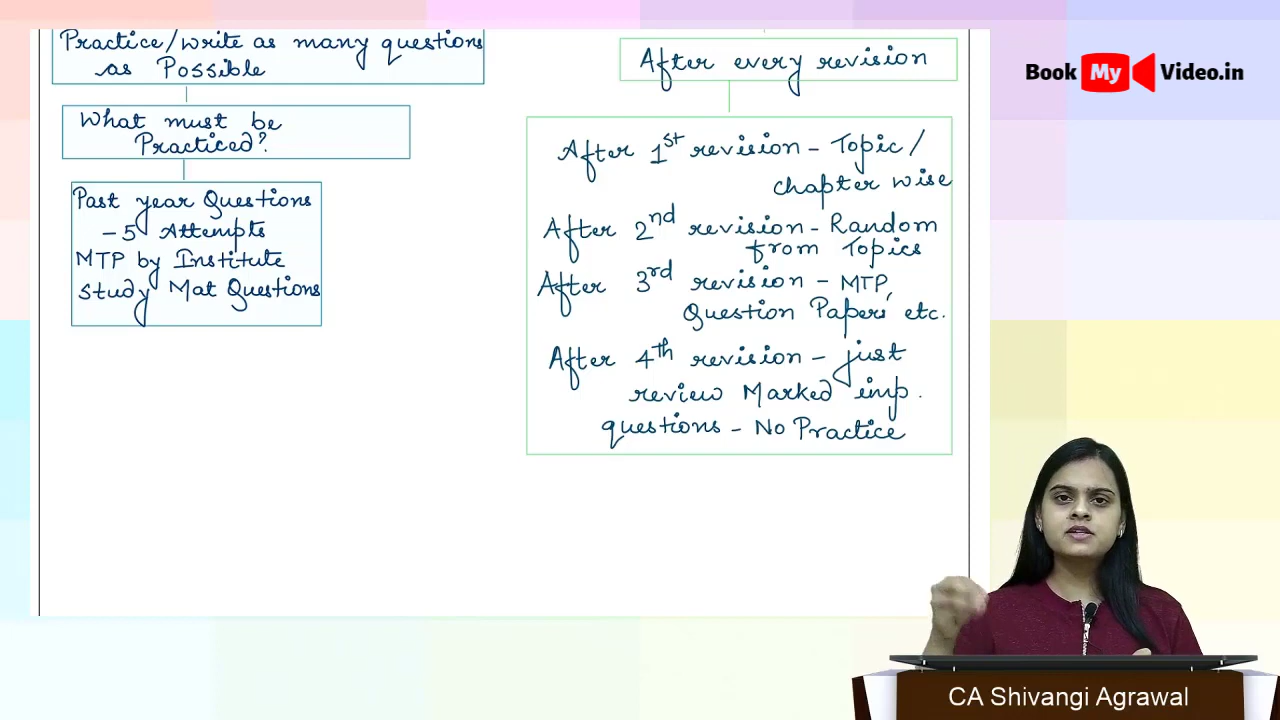 Practice/Write as many questions
as Possible
What must be
Practiced?
Past year Questions
- 5 Attempts
MTP by Institute
Study Mat Questions
After every revision
After 1st revision - Topic/
chapter wise
After 2nd revision - Random
from Topics
After 3rd revision - MTP,
Question Papers etc.
After 4th revision - just
review Marked imp.
questions - No Practice
Book My Video.in
CA Shivangi Agrawal